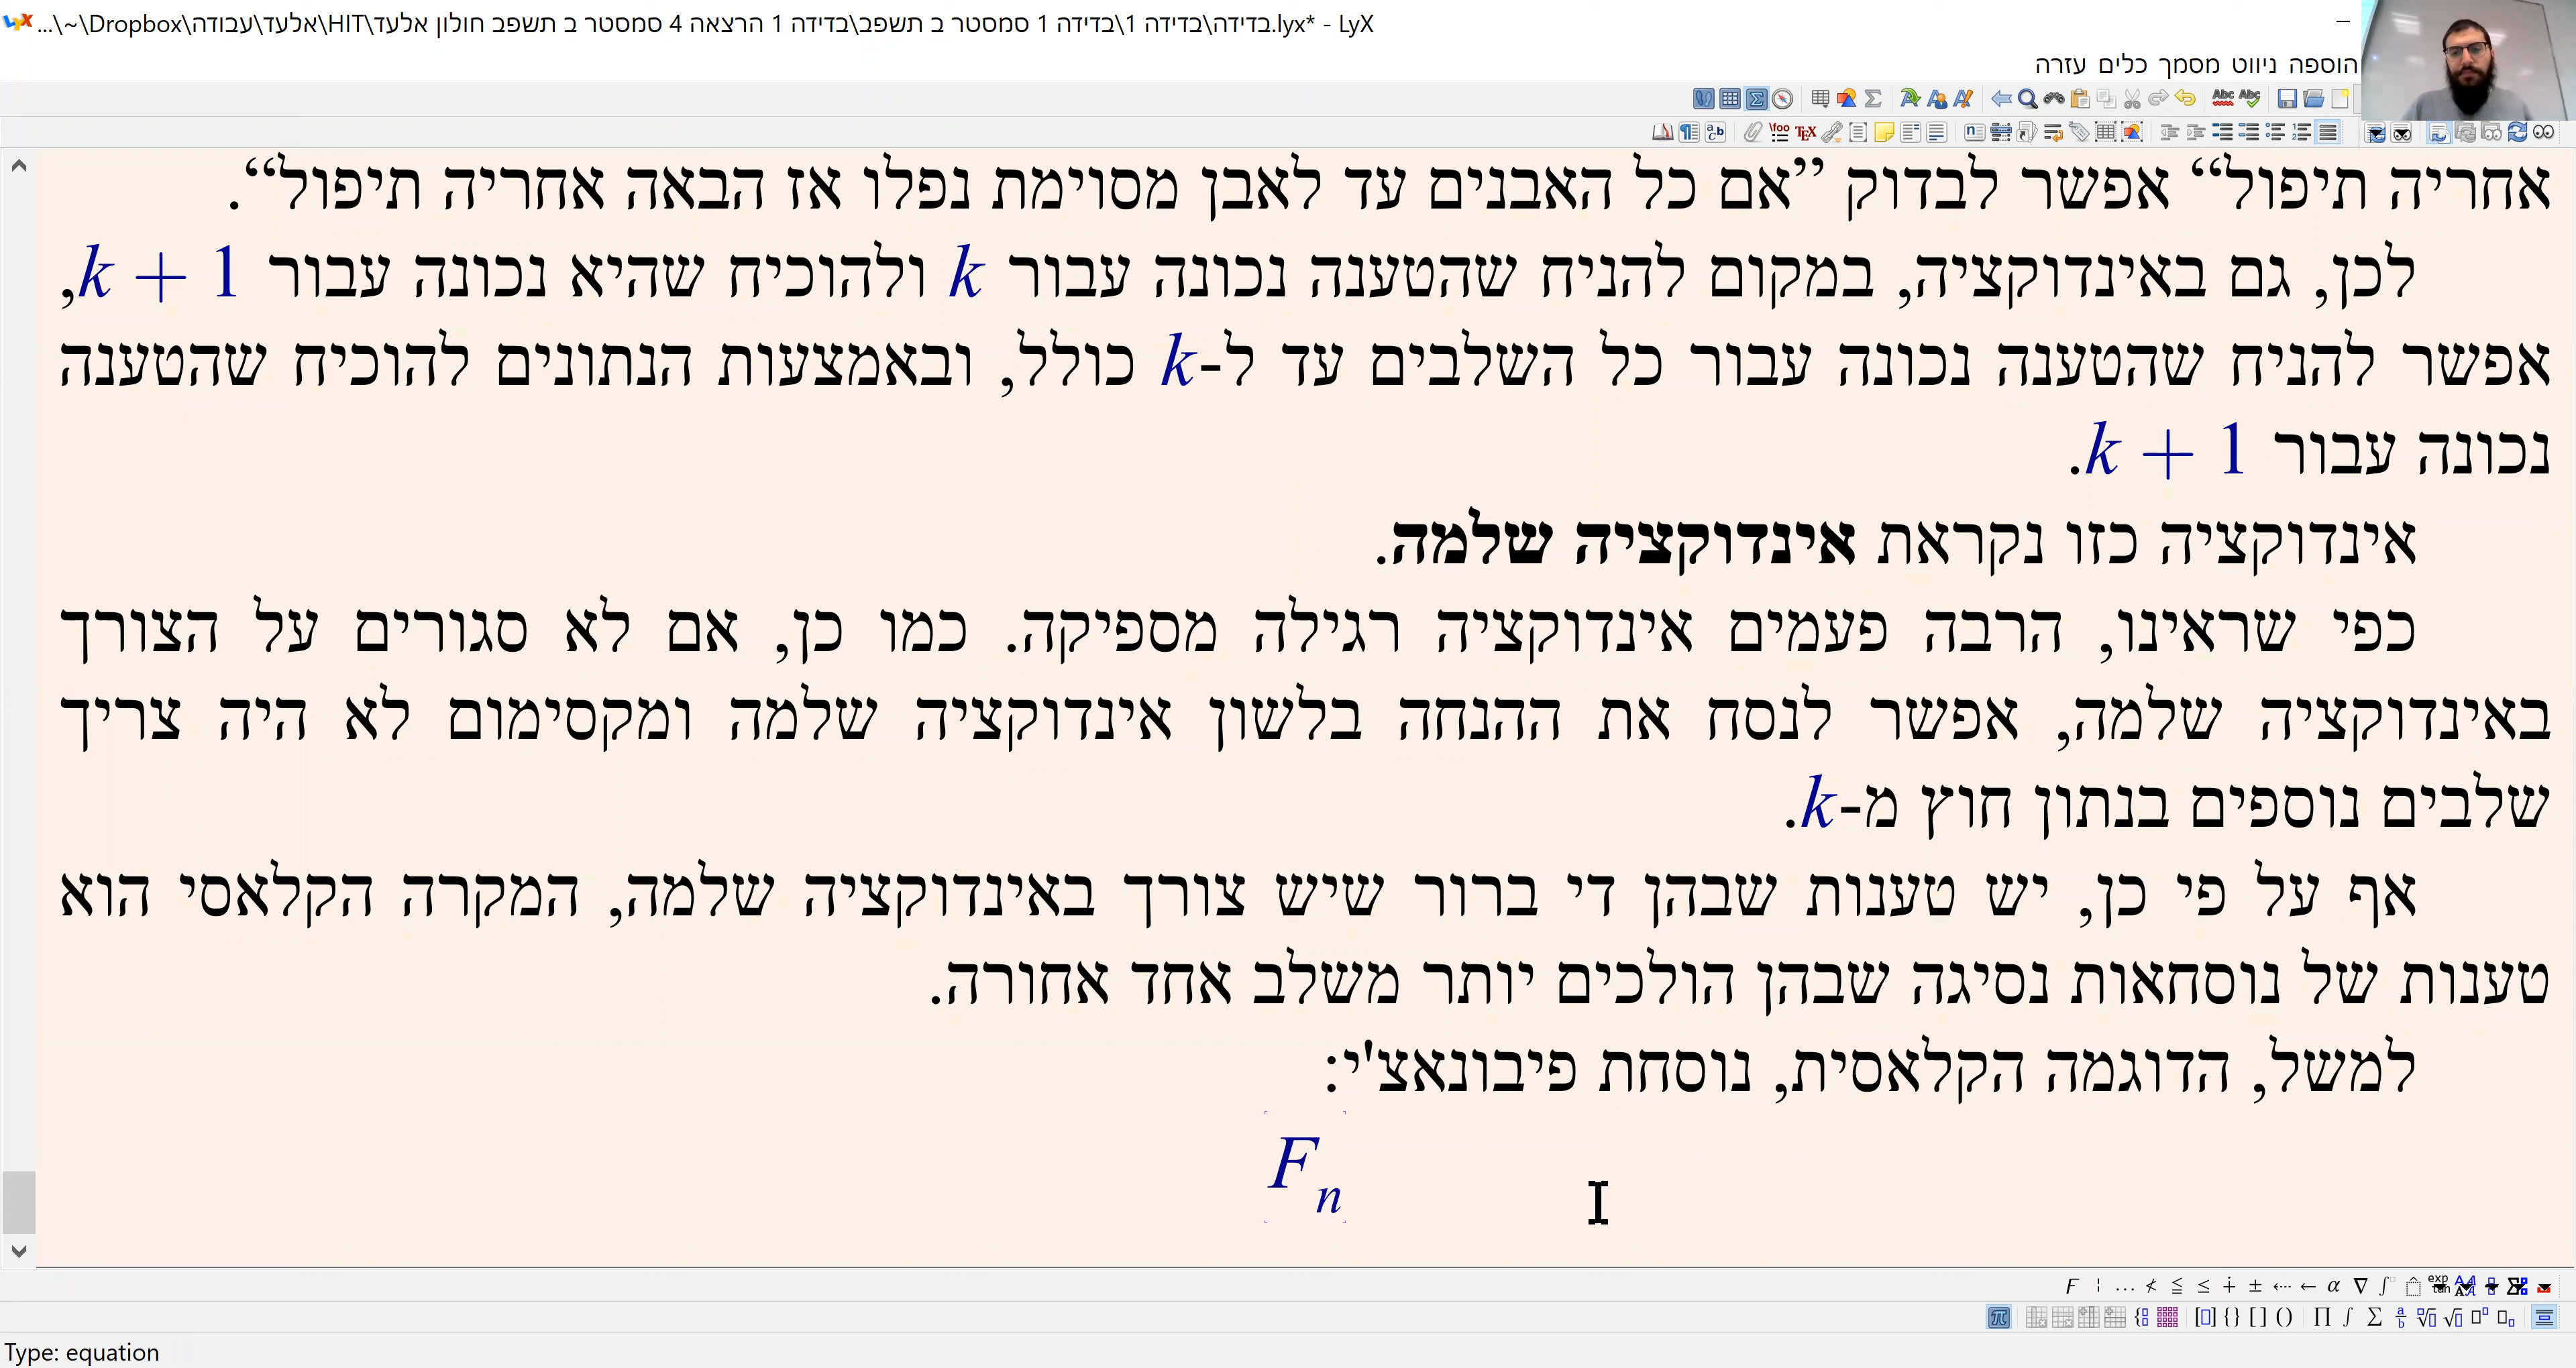 ...\~\Dropbox\אלעד\עבודה\HIT\בדידה\בדידה 1\בדידה 1 סמסטר ב תשפב\בדידה 1 הרצאה 4 סמסטר ב תשפב חולון אלעד.lyx* - LyX
הוספה ניווט מסמך כלים עזרה
אחריה תיפול“ אפשר לבדוק ”אם כל האבנים עד לאבן מסוימת נפלו אז הבאה אחריה תיפול“.
לכן, גם באינדוקציה, במקום להניח שהטענה נכונה עבור k ולהוכיח שהיא נכונה עבור k + 1,
אפשר להניח שהטענה נכונה עבור כל השלבים עד ל-k כולל, ובאמצעות הנתונים להוכיח שהטענה
נכונה עבור k + 1.
אינדוקציה כזו נקראת אינדוקציה שלמה.
כפי שראינו, הרבה פעמים אינדוקציה רגילה מספיקה. כמו כן, אם לא סגורים על הצורך
באינדוקציה שלמה, אפשר לנסח את ההנחה בלשון אינדוקציה שלמה ומקסימום לא היה צריך
שלבים נוספים בנתון חוץ מ-k.
אף על פי כן, יש טענות שבהן די ברור שיש צורך באינדוקציה שלמה, המקרה הקלאסי הוא
טענות של נוסחאות נסיגה שבהן הולכים יותר משלב אחד אחורה.
למשל, הדוגמה הקלאסית, נוסחת פיבונאצ'י:
F_n
Type: equation